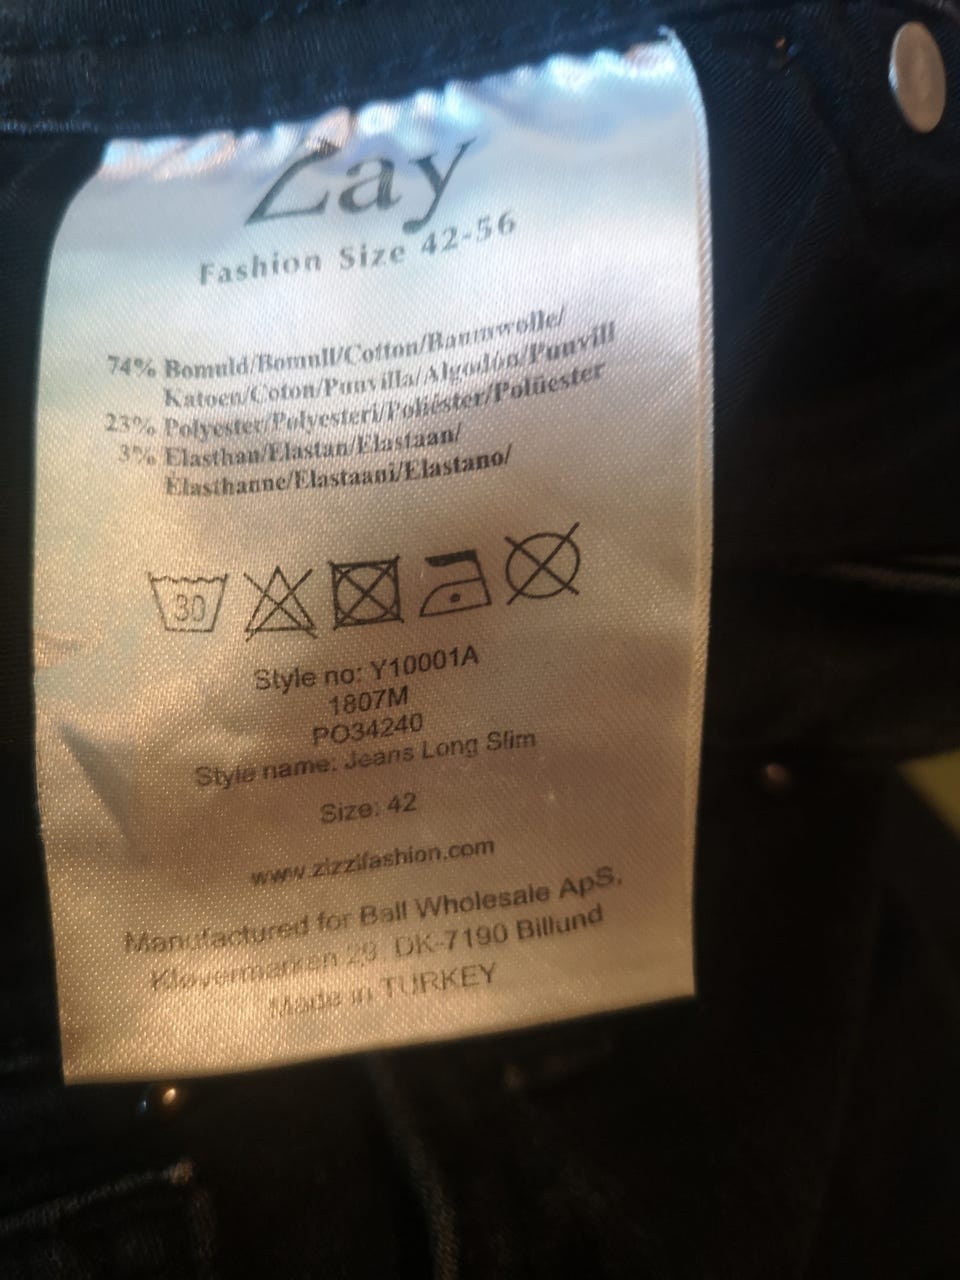 Zay
Fashion Size 42-56
74% Bomuld/Bomull/Cotton/Baumwolle/
Katoen/Coton/Puuvilla/Algodón/Puuvill
23% Polyester/Polyesteri/Poliéster/Polüester
3% Elasthan/Elastan/Elastaan/
Elasthanne/Elastaani/Elastano/
30
Style no: Y10001A
1807M
PO34240
Style name: Jeans Long Slim
Size: 42
www.zizzifashion.com
Manufactured for Ball Wholesale ApS.
Kløvermarken 29, DK-7190 Billund
Made in TURKEY